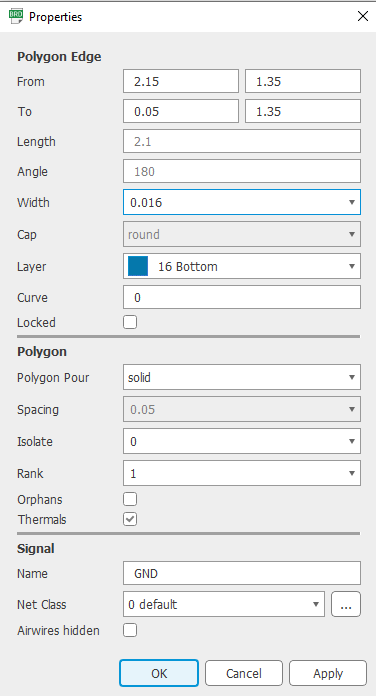 BRD Properties
Polygon Edge
From 2.15 1.35
To 0.05 1.35
Length 2.1
Angle 180
Width 0.016
Cap round
Layer 16 Bottom
Curve 0
Locked
Polygon
Polygon Pour solid
Spacing 0.05
Isolate 0
Rank 1
Orphans
Thermals
Signal
Name GND
Net Class 0 default ...
Airwires hidden
OK Cancel Apply